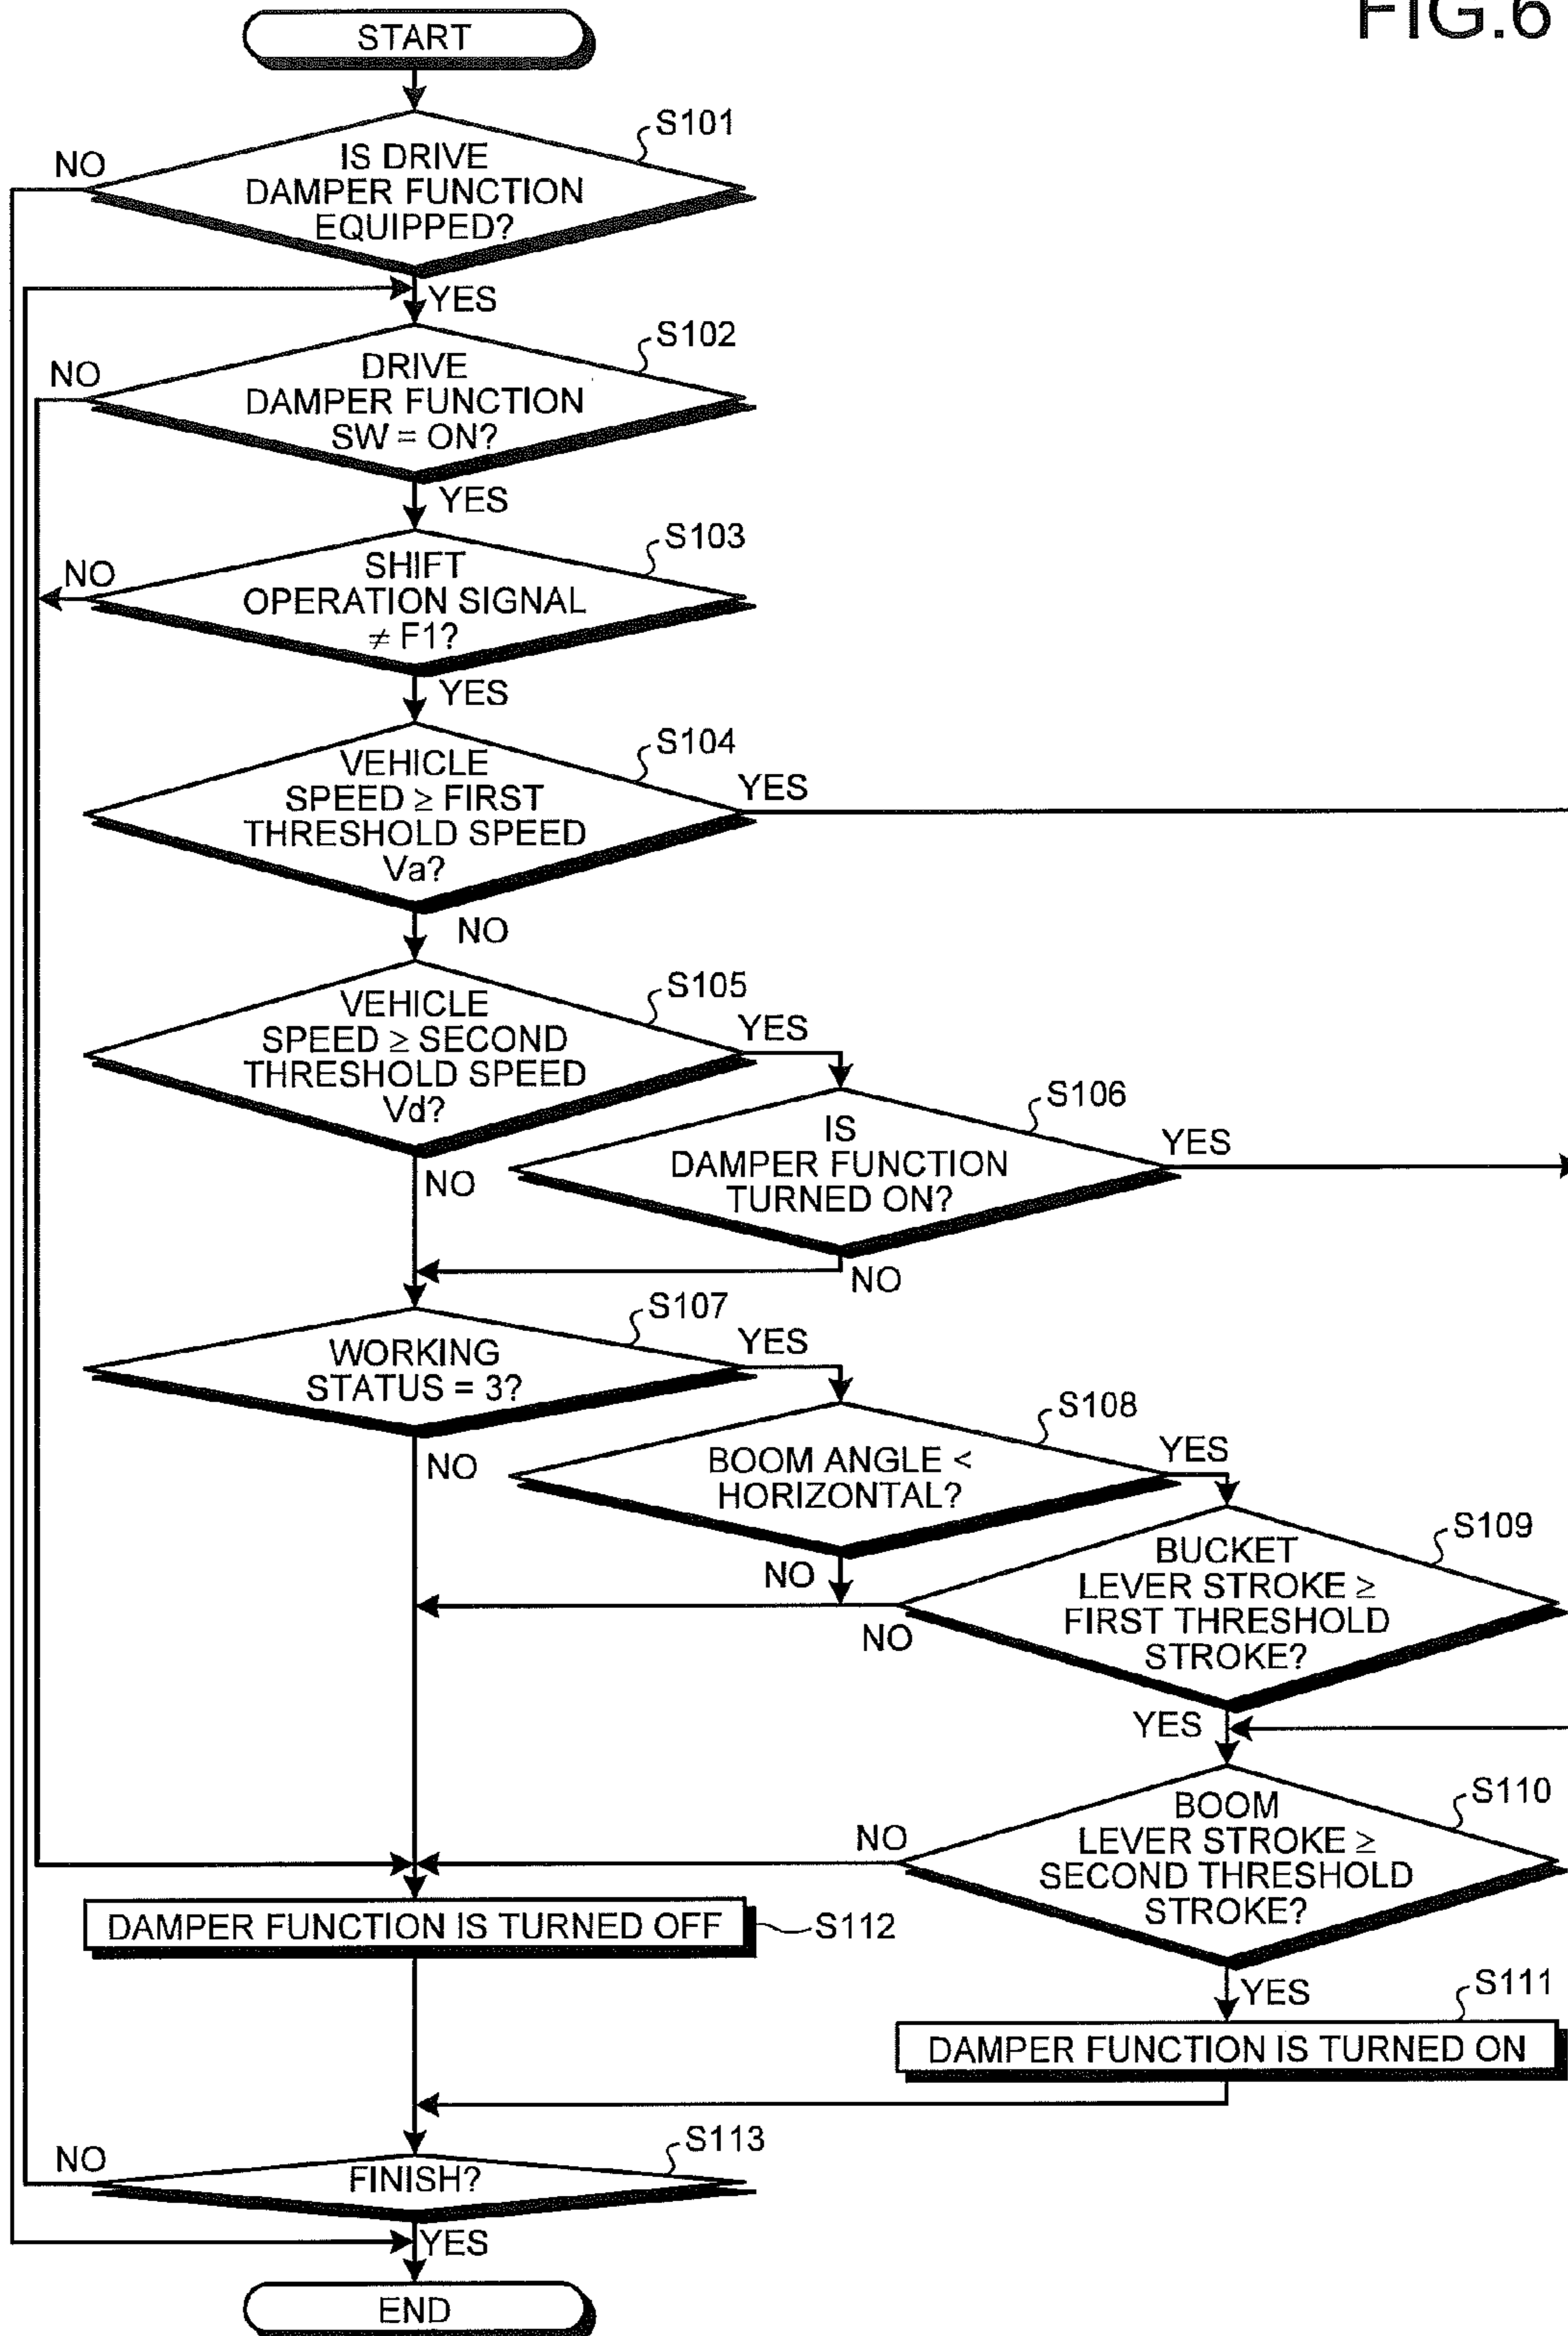 FIG.6
START
S101
NO
IS DRIVE
DAMPER FUNCTION
EQUIPPED?
YES
S102
NO
DRIVE
DAMPER FUNCTION
SW = ON?
YES
S103
NO
SHIFT
OPERATION SIGNAL
≠ F1?
YES
S104
VEHICLE
SPEED ≥ FIRST
THRESHOLD SPEED
Va?
YES
NO
S105
VEHICLE
SPEED ≥ SECOND
THRESHOLD SPEED
Vd?
YES
NO
S106
IS
DAMPER FUNCTION
TURNED ON?
YES
NO
S107
WORKING
STATUS = 3?
YES
NO
S108
BOOM ANGLE <
HORIZONTAL?
YES
NO
S109
BUCKET
LEVER STROKE ≥
FIRST THRESHOLD
STROKE?
NO
YES
S110
BOOM
LEVER STROKE ≥
SECOND THRESHOLD
STROKE?
NO
YES
DAMPER FUNCTION IS TURNED OFF
S112
S111
DAMPER FUNCTION IS TURNED ON
S113
NO
FINISH?
YES
END